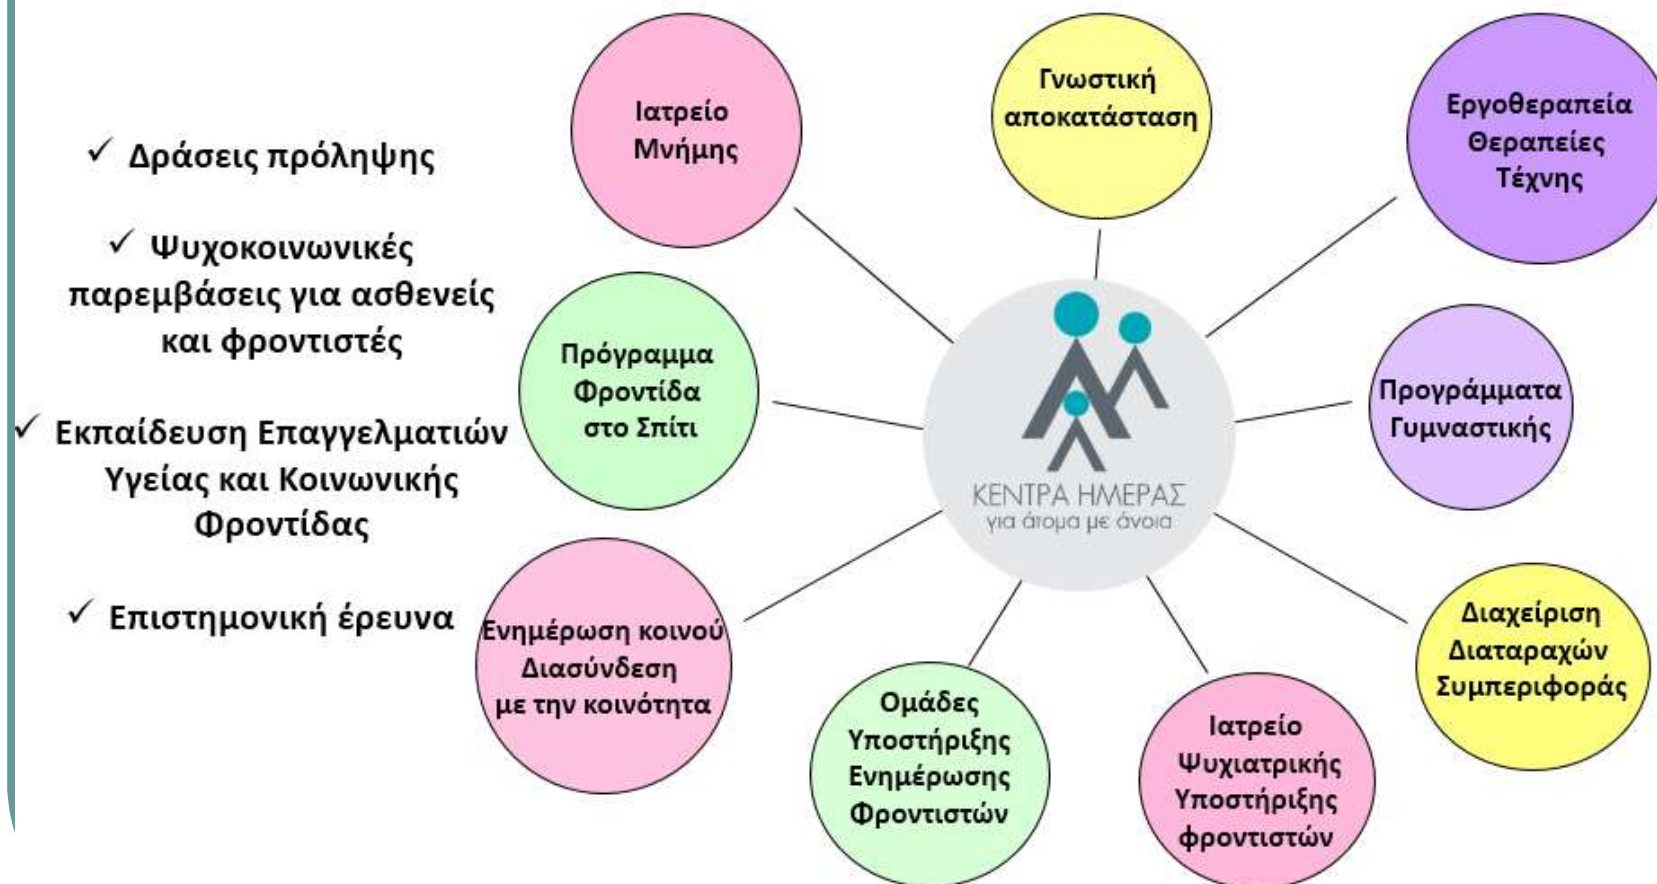 ✓ Δράσεις πρόληψης
✓ Ψυχοκοινωνικές
παρεμβάσεις για ασθενείς
και φροντιστές
✓ Εκπαίδευση Επαγγελματιών
Υγείας και Κοινωνικής
Φροντίδας
✓ Επιστημονική έρευνα
Ιατρείο
Μνήμης
Γνωστική
αποκατάσταση
Εργοθεραπεία
Θεραπείες
Τέχνης
Πρόγραμμα
Φροντίδα
στο Σπίτι
ΚΕΝΤΡΑ ΗΜΕΡΑΣ
για άτομα με άνοια
Προγράμματα
Γυμναστικής
Ενημέρωση κοινού
Διασύνδεση
με την κοινότητα
Ομάδες
Υποστήριξης
Ενημέρωσης
Φροντιστών
Ιατρείο
Ψυχιατρικής
Υποστήριξης
φροντιστών
Διαχείριση
Διαταραχών
Συμπεριφοράς